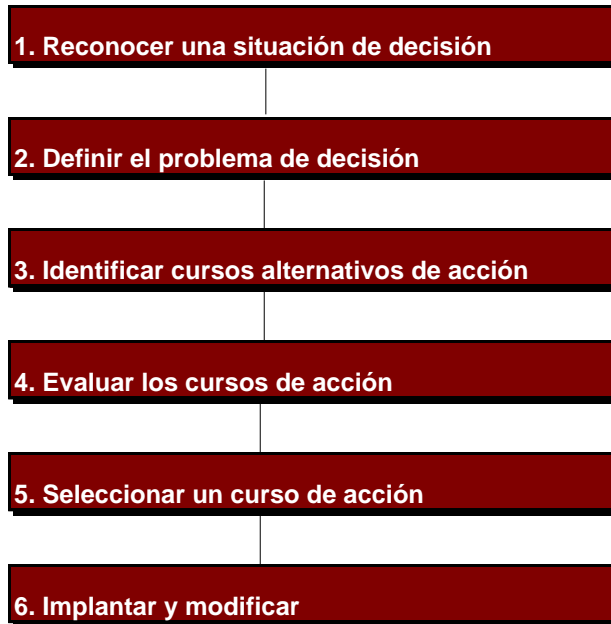 1. Reconocer una situación de decisión
2. Definir el problema de decisión
3. Identificar cursos alternativos de acción
4. Evaluar los cursos de acción
5. Seleccionar un curso de acción
6. Implantar y modificar